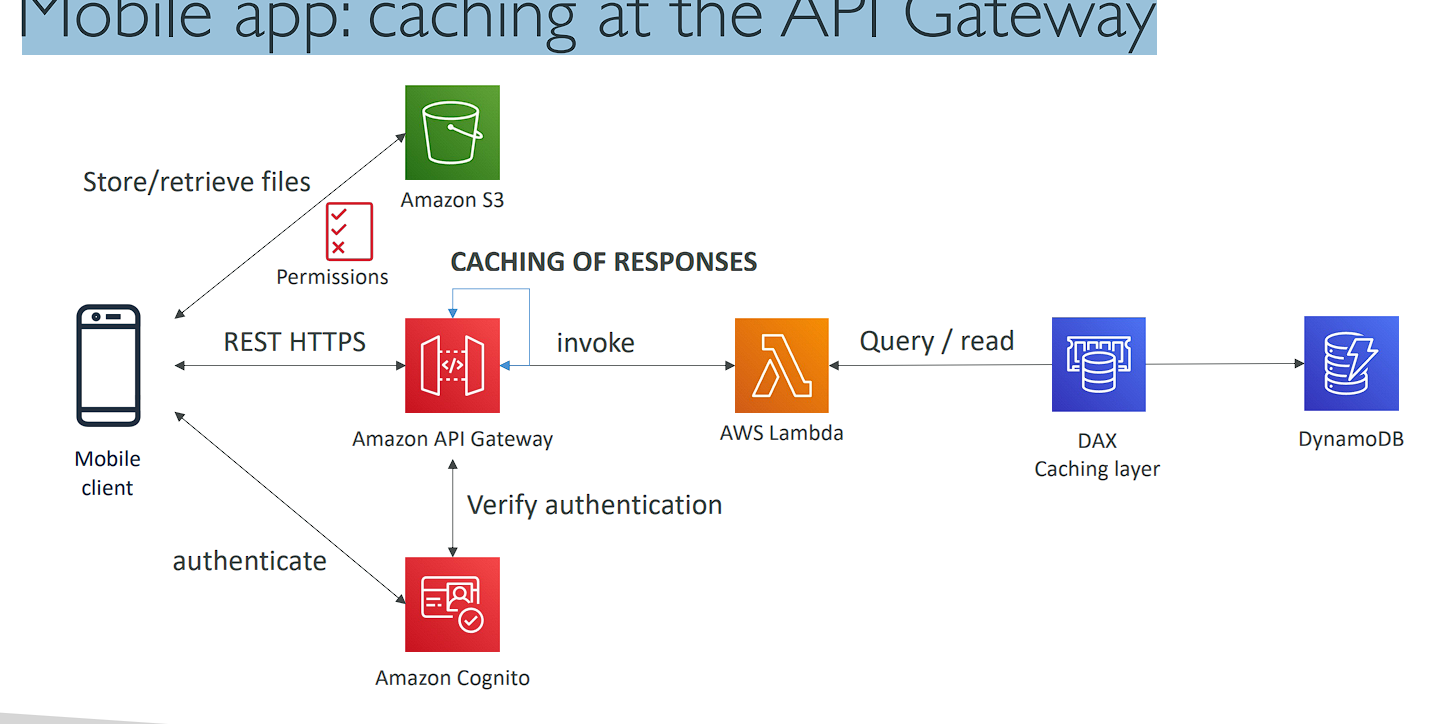 Mobile app: caching at the API Gateway
Amazon S3
Store/retrieve files
Permissions
CACHING OF RESPONSES
REST HTTPS
invoke
Query / read
Mobile
client
Amazon API Gateway
AWS Lambda
DAX
Caching layer
DynamoDB
Verify authentication
authenticate
Amazon Cognito